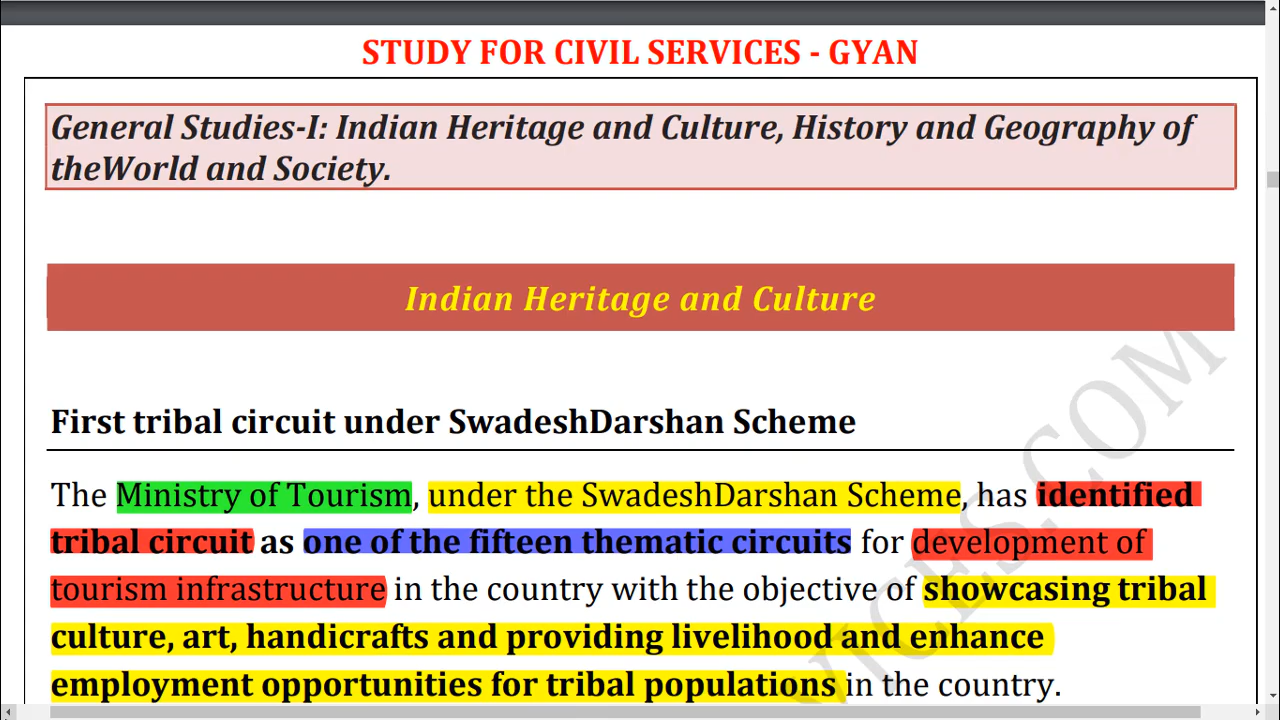 STUDY FOR CIVIL SERVICES - GYAN
General Studies-I: Indian Heritage and Culture, History and Geography of
theWorld and Society.
Indian Heritage and Culture
First tribal circuit under SwadeshDarshan Scheme
The Ministry of Tourism, under the SwadeshDarshan Scheme, has identified
tribal circuit as one of the fifteen thematic circuits for development of
tourism infrastructure in the country with the objective of showcasing tribal
culture, art, handicrafts and providing livelihood and enhance
employment opportunities for tribal populations in the country.
VICES.COM